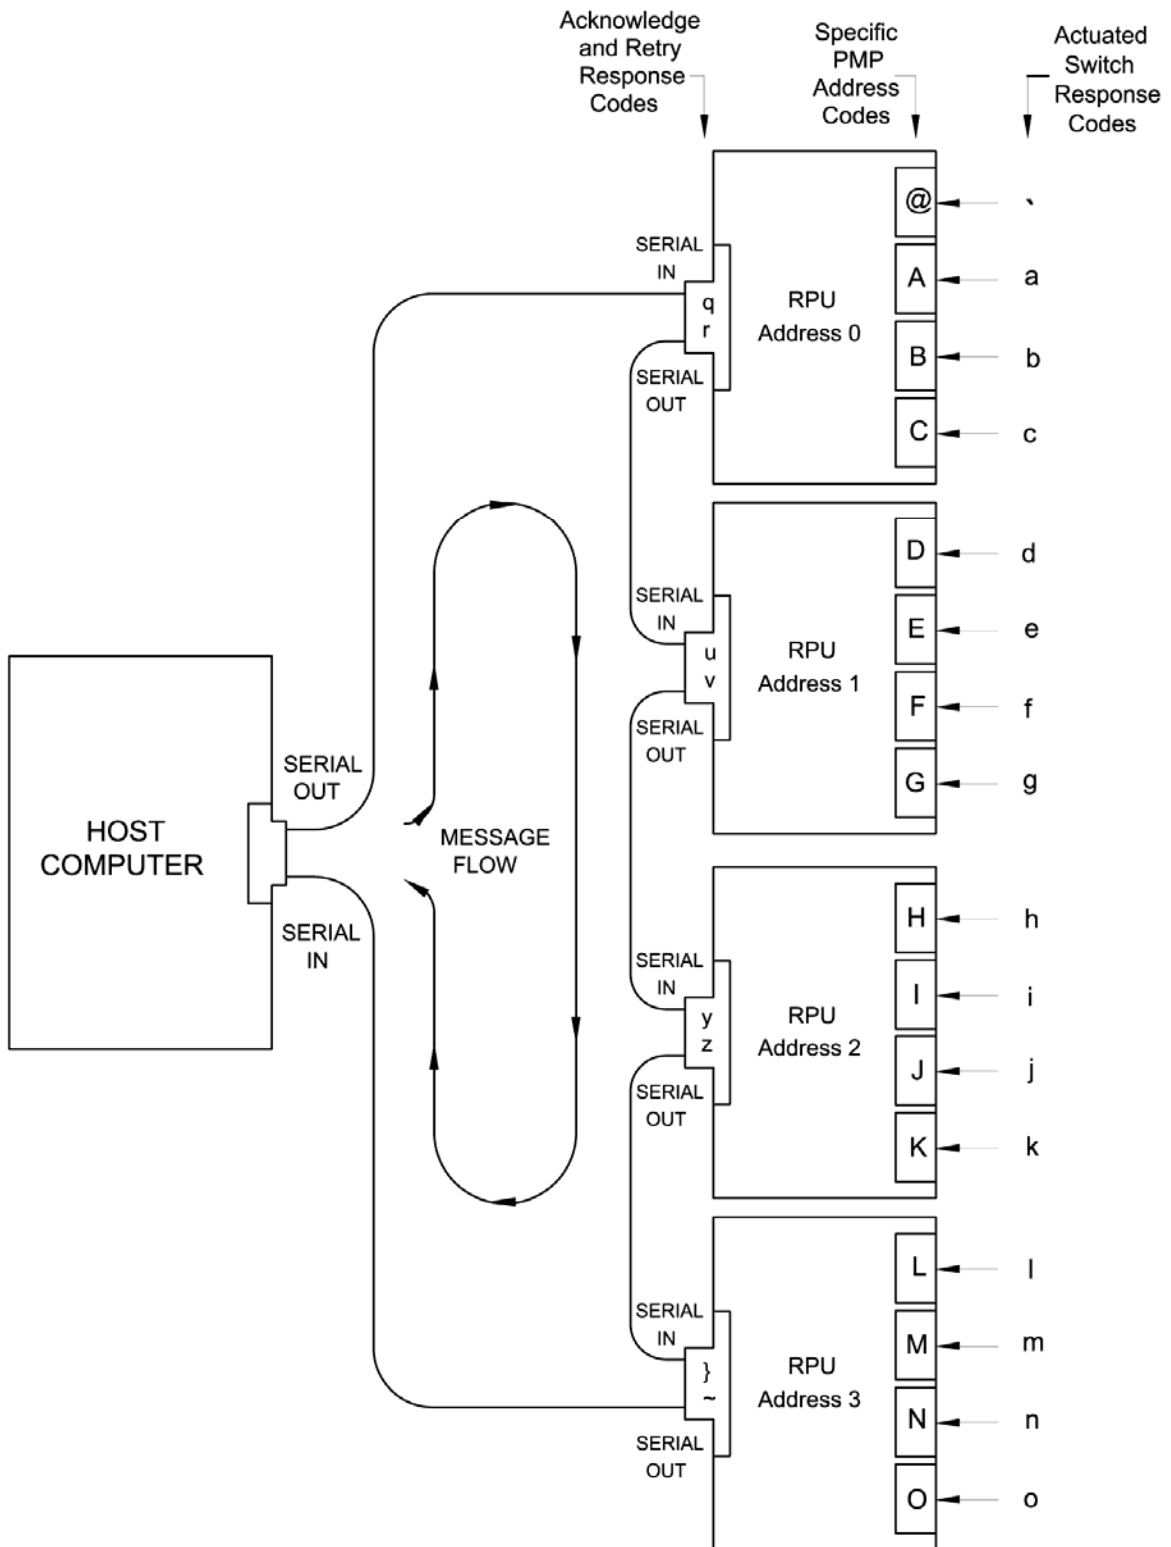 Acknowledge
and Retry
Response
Codes
Specific
PMP
Address
Codes
Actuated
Switch
Response
Codes
@
`
SERIAL
IN
A
a
q
r
RPU
Address 0
B
b
SERIAL
OUT
C
c
D
d
SERIAL
IN
E
e
u
v
RPU
Address 1
F
f
SERIAL
OUT
G
g
HOST
COMPUTER
SERIAL
OUT
SERIAL
IN
MESSAGE
FLOW
H
h
SERIAL
IN
I
i
y
z
RPU
Address 2
J
j
SERIAL
OUT
K
k
L
l
SERIAL
IN
M
m
}
~
RPU
Address 3
N
n
SERIAL
OUT
O
o